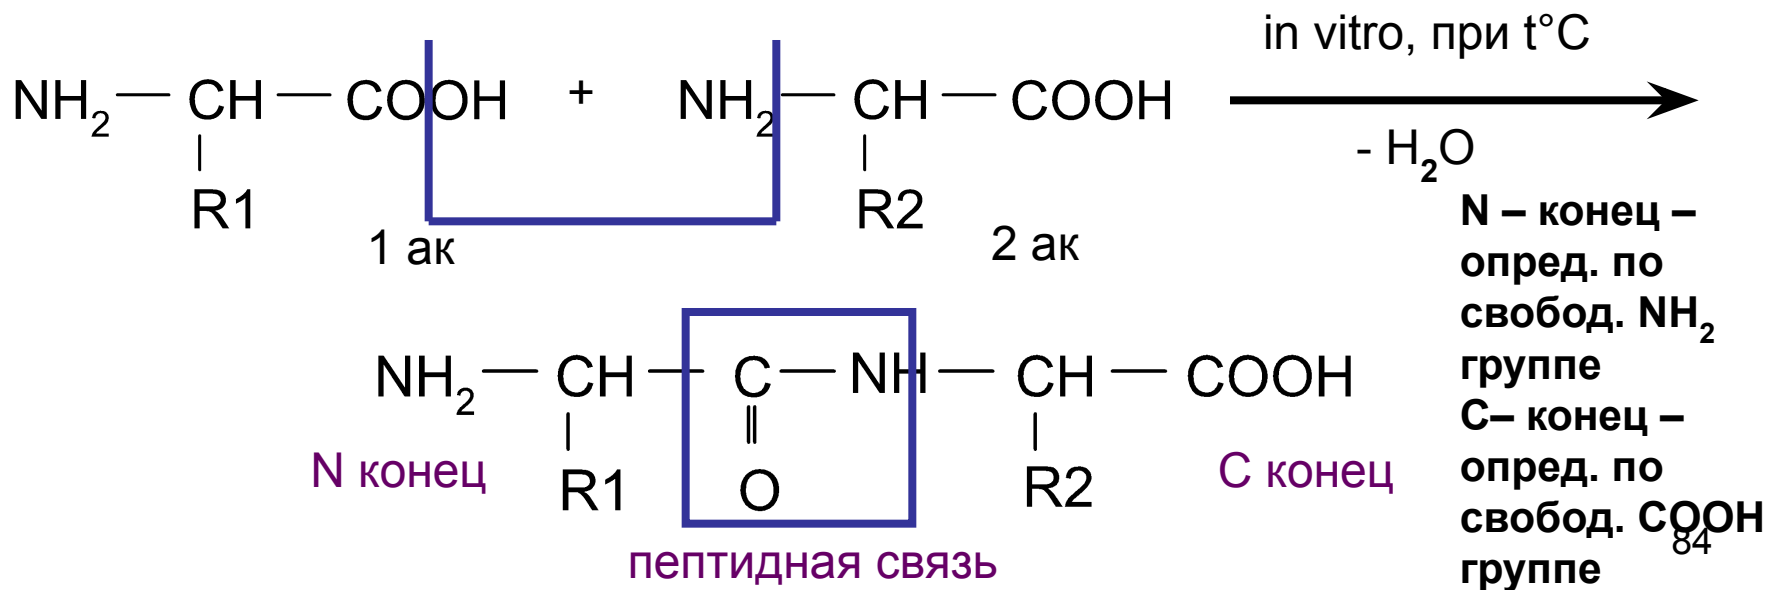 in vitro, при t°C
NH₂ — CH — COOH + NH₂ — CH — COOH
- H₂O
R1 R2
1 ак 2 ак
N – конец –
опред. по
свобод. NH₂
группе
С– конец –
опред. по
свобод. СООН
группе
NH₂ — CH — C — NH — CH — COOH
N конец R1 O R2 С конец
пептидная связь
84